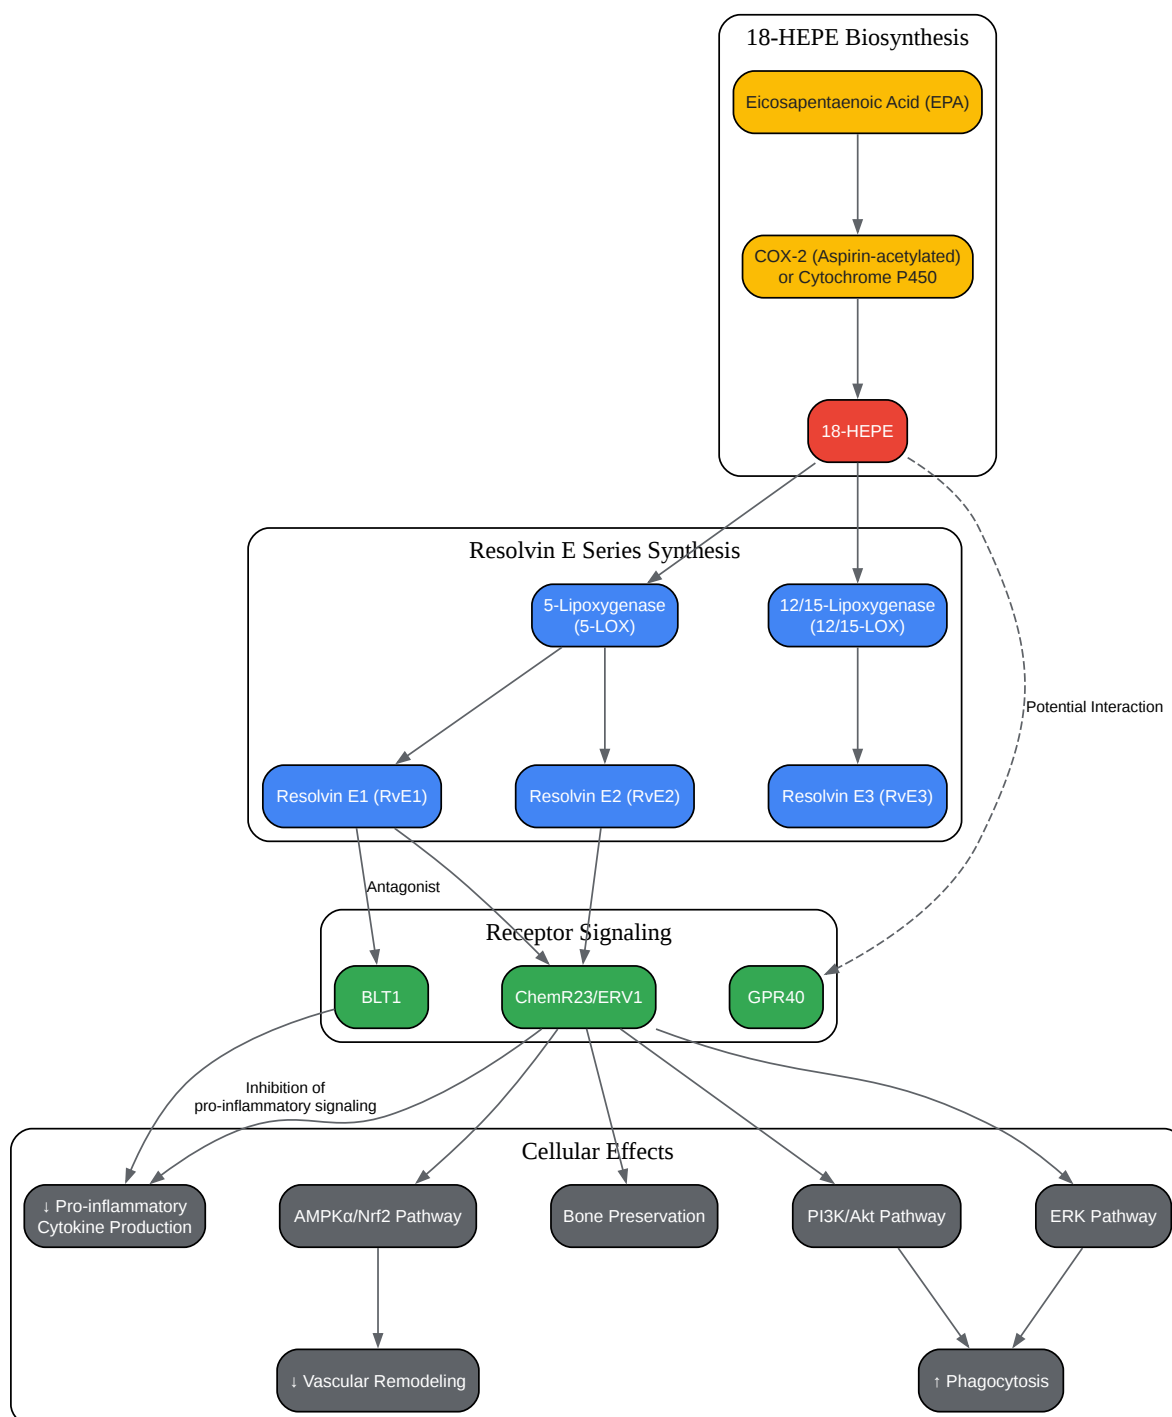 18-HEPE Biosynthesis
Eicosapentaenoic Acid (EPA)
COX-2 (Aspirin-acetylated)
or Cytochrome P450
18-HEPE
Resolvin E Series Synthesis
5-Lipoxygenase
(5-LOX)
12/15-Lipoxygenase
(12/15-LOX)
Potential Interaction
Resolvin E1 (RvE1)
Resolvin E2 (RvE2)
Resolvin E3 (RvE3)
Antagonist
Receptor Signaling
BLT1
ChemR23/ERV1
GPR40
Inhibition of
pro-inflammatory signaling
Cellular Effects
↓ Pro-inflammatory
Cytokine Production
AMPKα/Nrf2 Pathway
Bone Preservation
PI3K/Akt Pathway
ERK Pathway
↓ Vascular Remodeling
↑ Phagocytosis